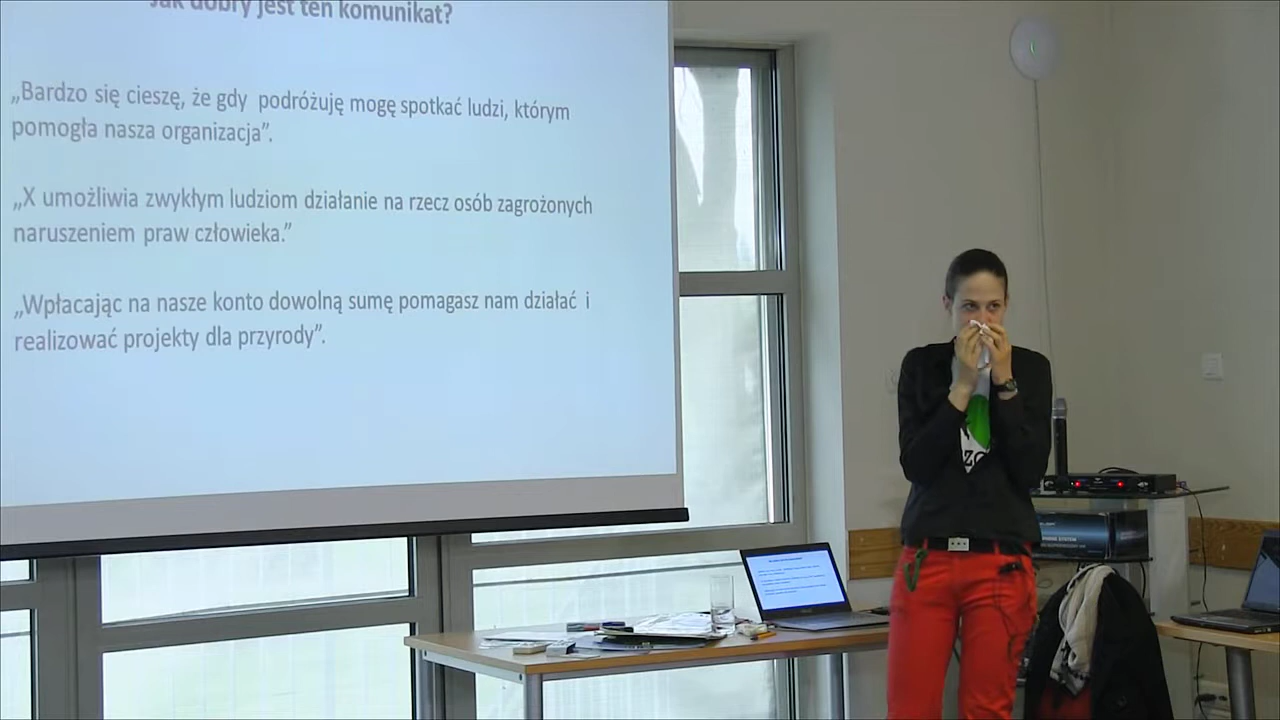 Jak dobry jest ten komunikat?
„Bardzo się cieszę, że gdy podróżuję mogę spotkać ludzi, którym
pomogła nasza organizacja”.
„X umożliwia zwykłym ludziom działanie na rzecz osób zagrożonych
naruszeniem praw człowieka.”
„Wpłacając na nasze konto dowolną sumę pomagasz nam działać i
realizować projekty dla przyrody”.